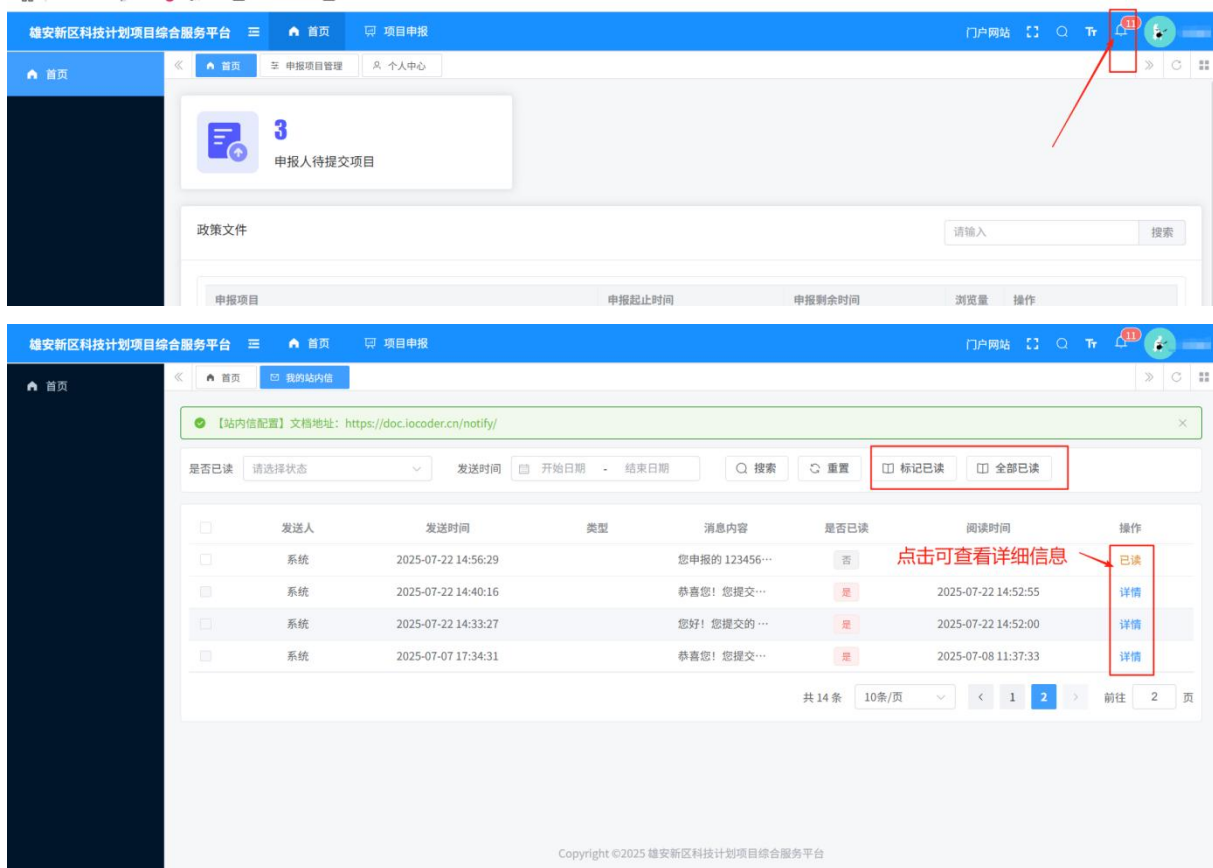 雄安新区科技计划项目综合服务平台 首页 项目申报 门户网站 Tr 11
首页 首页 申报项目管理 个人中心
3
申报人待提交项目
政策文件 请输入 搜索
申报项目 申报起止时间 申报剩余时间 浏览量 操作
雄安新区科技计划项目综合服务平台 首页 项目申报 门户网站 Tr 11
首页 首页 我的站内信
【站内信配置】文档地址：https://doc.iocoder.cn/notify/
是否已读 请选择状态 发送时间 开始日期 - 结束日期 搜索 重置 标记已读 全部已读
发送人 发送时间 类型 消息内容 是否已读 阅读时间 操作
系统 2025-07-22 14:56:29 您申报的 123456… 否 点击可查看详细信息 已读
系统 2025-07-22 14:40:16 恭喜您！您提交… 是 2025-07-22 14:52:55 详情
系统 2025-07-22 14:33:27 您好！您提交的 … 是 2025-07-22 14:52:00 详情
系统 2025-07-07 17:34:31 恭喜您！您提交… 是 2025-07-08 11:37:33 详情
共 14 条 10条/页 1 2 前往 2 页
Copyright ©2025 雄安新区科技计划项目综合服务平台